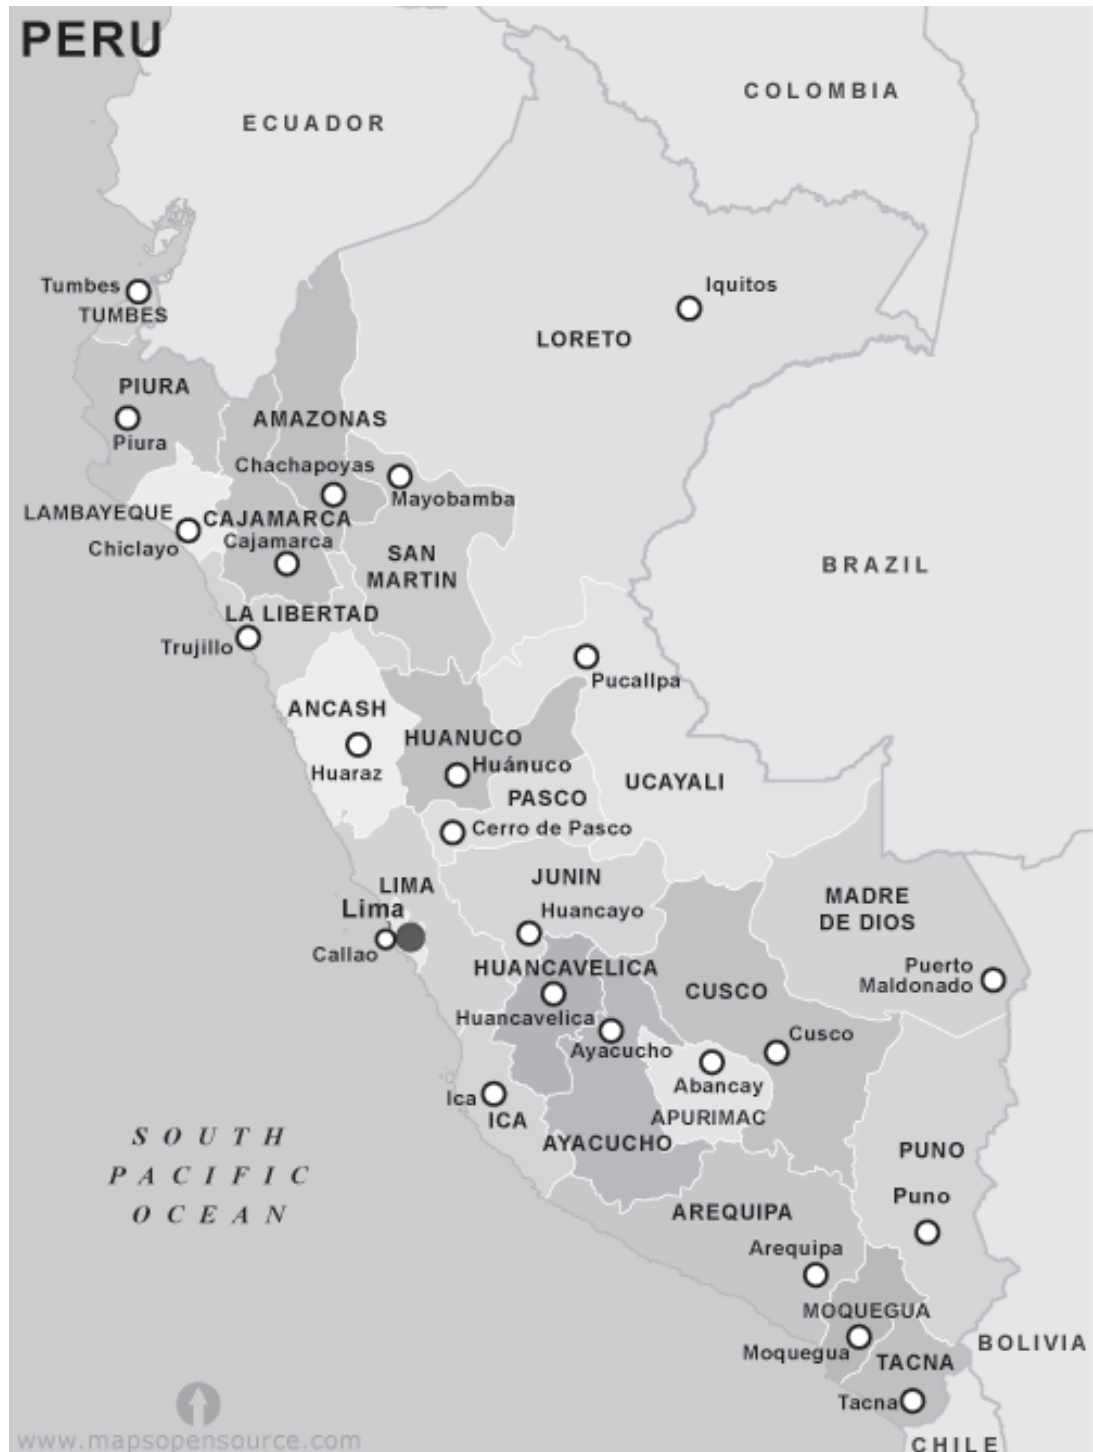 PERU
COLOMBIA
ECUADOR
Tumbes
TUMBES
Iquitos
LORETO
PIURA
Piura
AMAZONAS
Chachapoyas
Mayobamba
LAMBAYEQUE
CAJAMARCA
Chiclayo
Cajamarca
SAN
MARTIN
BRAZIL
LA LIBERTAD
Trujillo
Pucallpa
ANCASH
Huaraz
HUANUCO
Huánuco
UCAYALI
PASCO
Cerro de Pasco
LIMA
Lima
Callao
JUNIN
Huancayo
MADRE
DE DIOS
Puerto
Maldonado
HUANCAVELICA
Huancavelica
CUSCO
Cusco
Ayacucho
Abancay
APURIMAC
Ica
ICA
AYACUCHO
SOUTH
PACIFIC
OCEAN
PUNO
Puno
AREQUIPA
Arequipa
MOQUEGUA
Moquegua
BOLIVIA
TACNA
Tacna
CHILE
www.mapsopensource.com